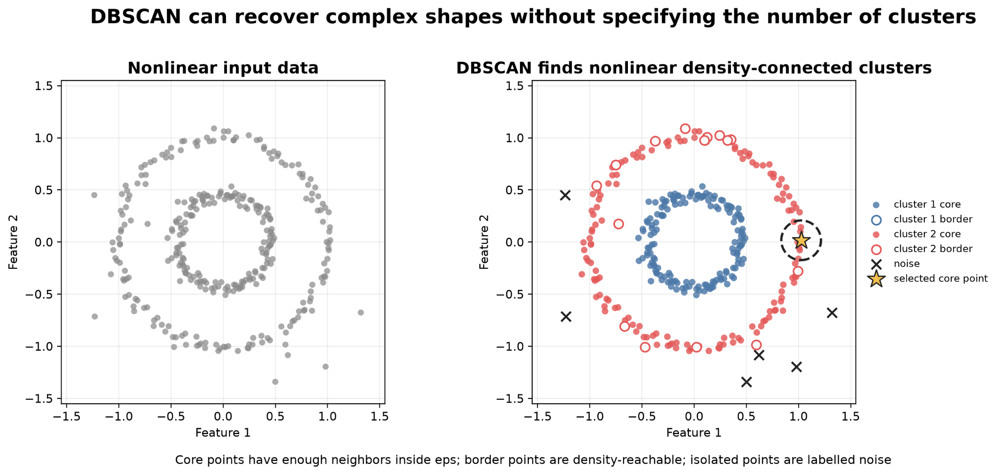 DBSCAN can recover complex shapes without specifying the number of clusters
Nonlinear input data
1.5
1.0
0.5
0.0
−0.5
−1.0
−1.5
Feature 2
−1.5
−1.0
−0.5
0.0
0.5
1.0
1.5
Feature 1
DBSCAN finds nonlinear density-connected clusters
1.5
1.0
0.5
0.0
−0.5
−1.0
−1.5
Feature 2
−1.5
−1.0
−0.5
0.0
0.5
1.0
1.5
Feature 1
cluster 1 core
cluster 1 border
cluster 2 core
cluster 2 border
noise
selected core point
Core points have enough neighbors inside eps; border points are density-reachable; isolated points are labelled noise